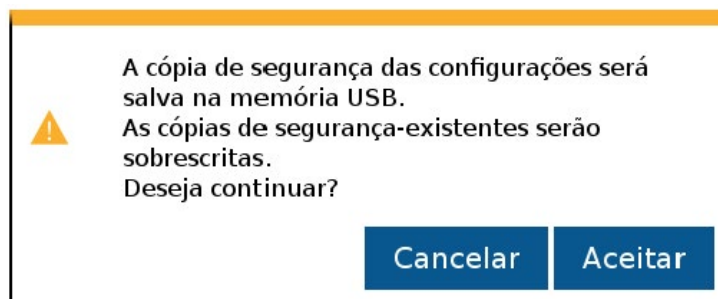 A cópia de segurança das configurações será
salva na memória USB.
As cópias de segurança-existentes serão
sobrescritas.
Deseja continuar?
Cancelar
Aceitar